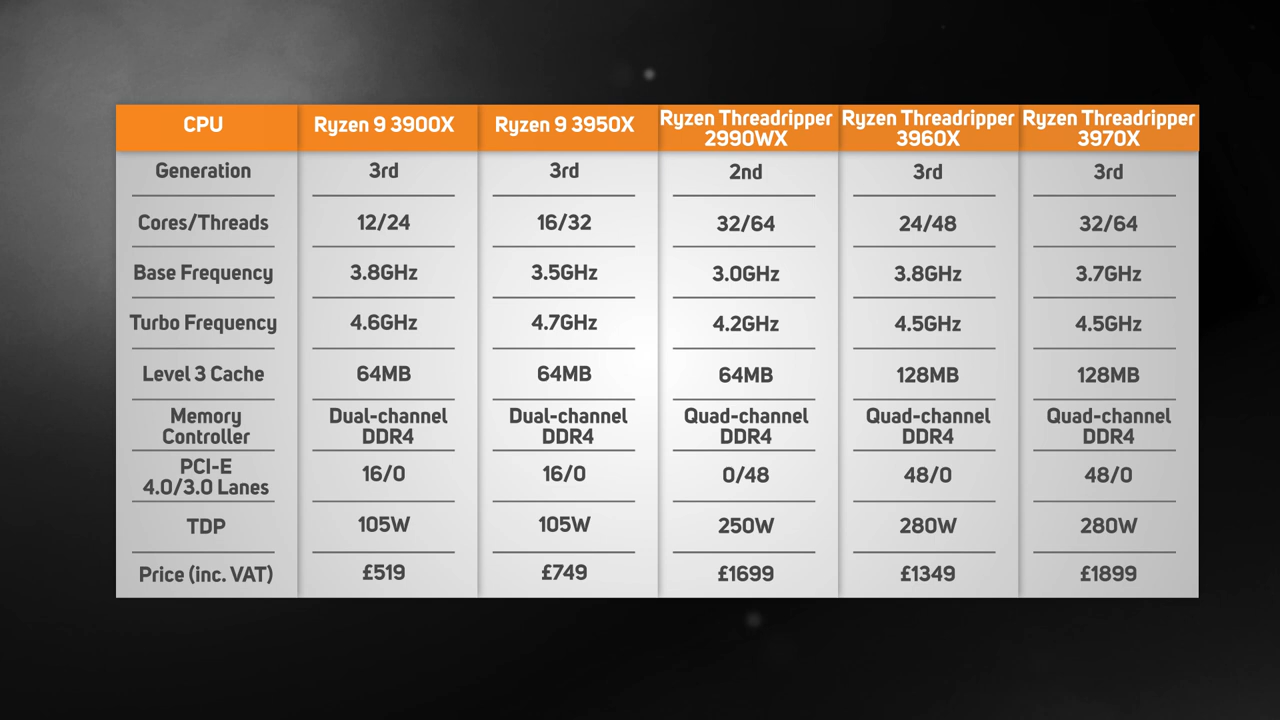 CPU Ryzen 9 3900X Ryzen 9 3950X Ryzen Threadripper 2990WX Ryzen Threadripper 3960X Ryzen Threadripper 3970X
Generation 3rd 3rd 2nd 3rd 3rd
Cores/Threads 12/24 16/32 32/64 24/48 32/64
Base Frequency 3.8GHz 3.5GHz 3.0GHz 3.8GHz 3.7GHz
Turbo Frequency 4.6GHz 4.7GHz 4.2GHz 4.5GHz 4.5GHz
Level 3 Cache 64MB 64MB 64MB 128MB 128MB
Memory Controller Dual-channel DDR4 Dual-channel DDR4 Quad-channel DDR4 Quad-channel DDR4 Quad-channel DDR4
PCI-E 4.0/3.0 Lanes 16/0 16/0 0/48 48/0 48/0
TDP 105W 105W 250W 280W 280W
Price (inc. VAT) £519 £749 £1699 £1349 £1899